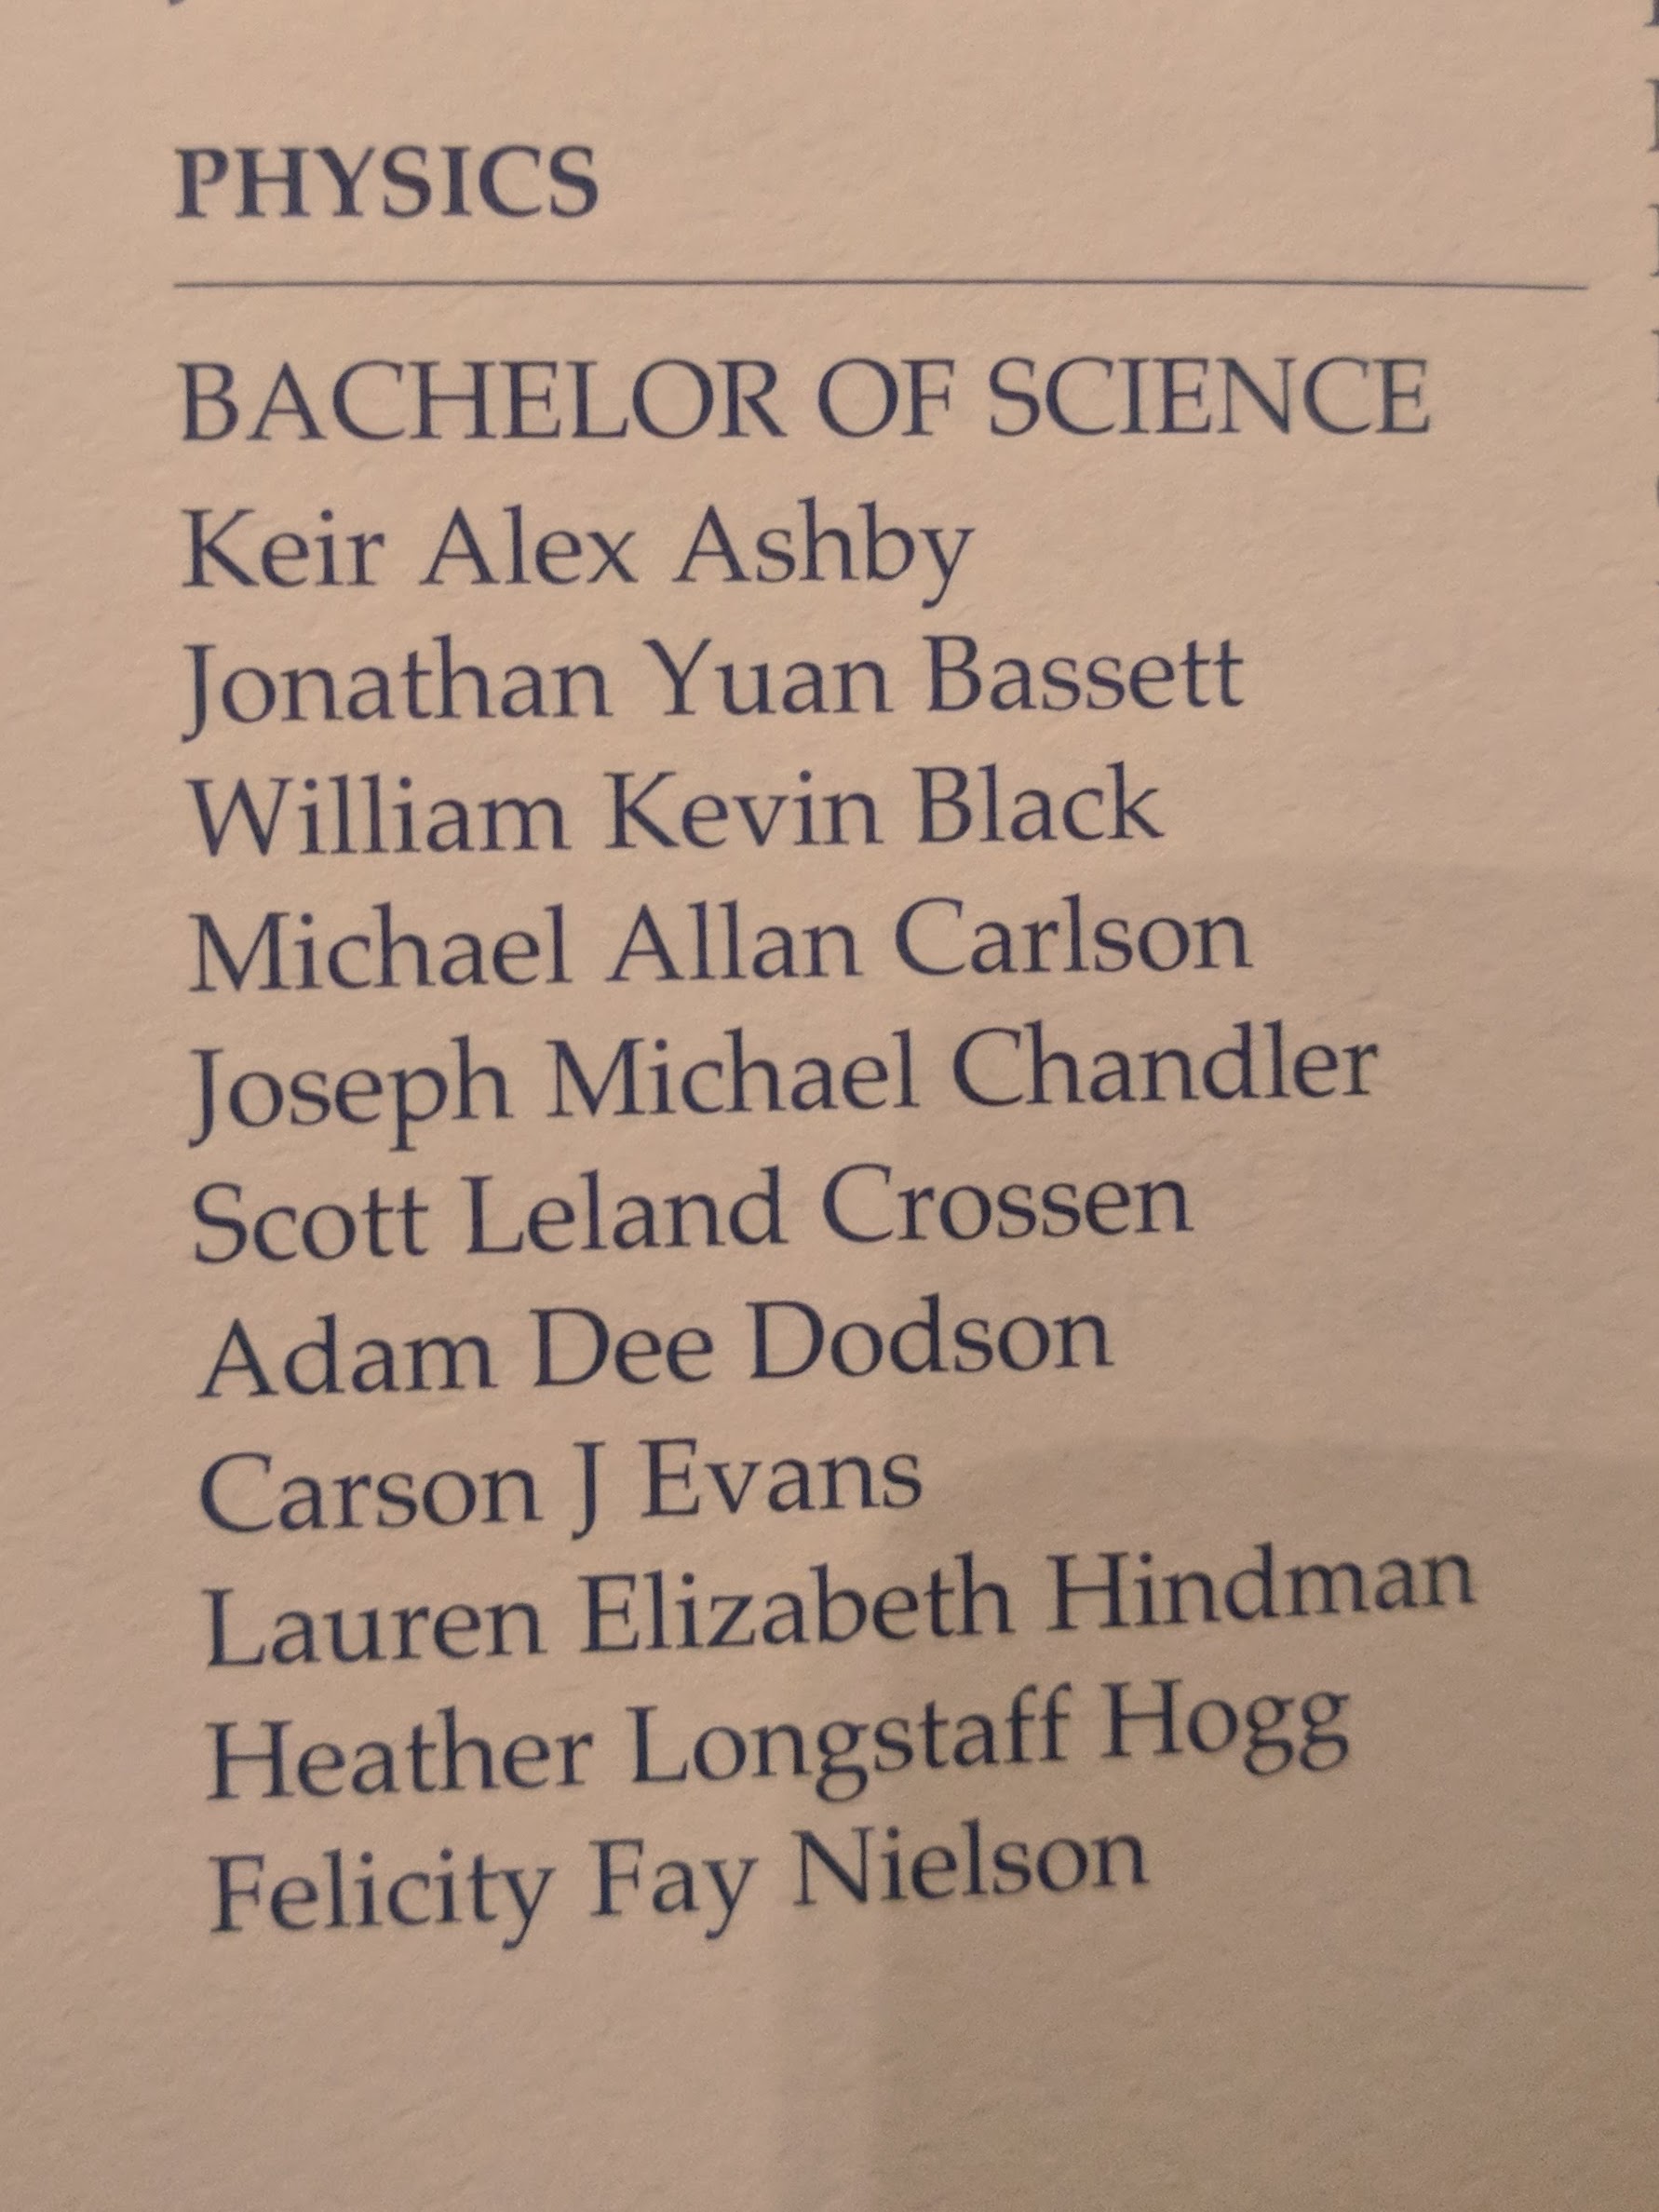 PHYSICS
BACHELOR OF SCIENCE
Keir Alex Ashby
Jonathan Yuan Bassett
William Kevin Black
Michael Allan Carlson
Joseph Michael Chandler
Scott Leland Crossen
Adam Dee Dodson
Carson J Evans
Lauren Elizabeth Hindman
Heather Longstaff Hogg
Felicity Fay Nielson